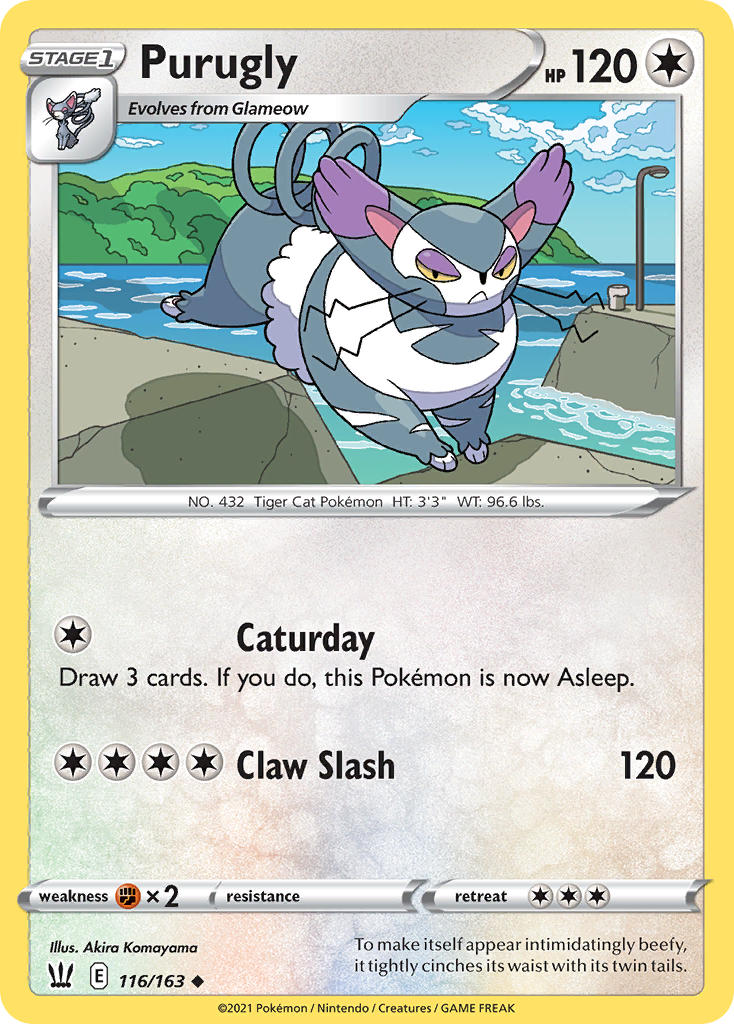 STAGE 1
Purugly
HP 120
Evolves from Glameow
NO. 432 Tiger Cat Pokémon HT: 3'3" WT: 96.6 lbs.
Caturday
Draw 3 cards. If you do, this Pokémon is now Asleep.
Claw Slash 120
weakness ×2 resistance retreat
Illus. Akira Komayama
To make itself appear intimidatingly beefy,
it tightly cinches its waist with its twin tails.
E 116/163
©2021 Pokémon / Nintendo / Creatures / GAME FREAK